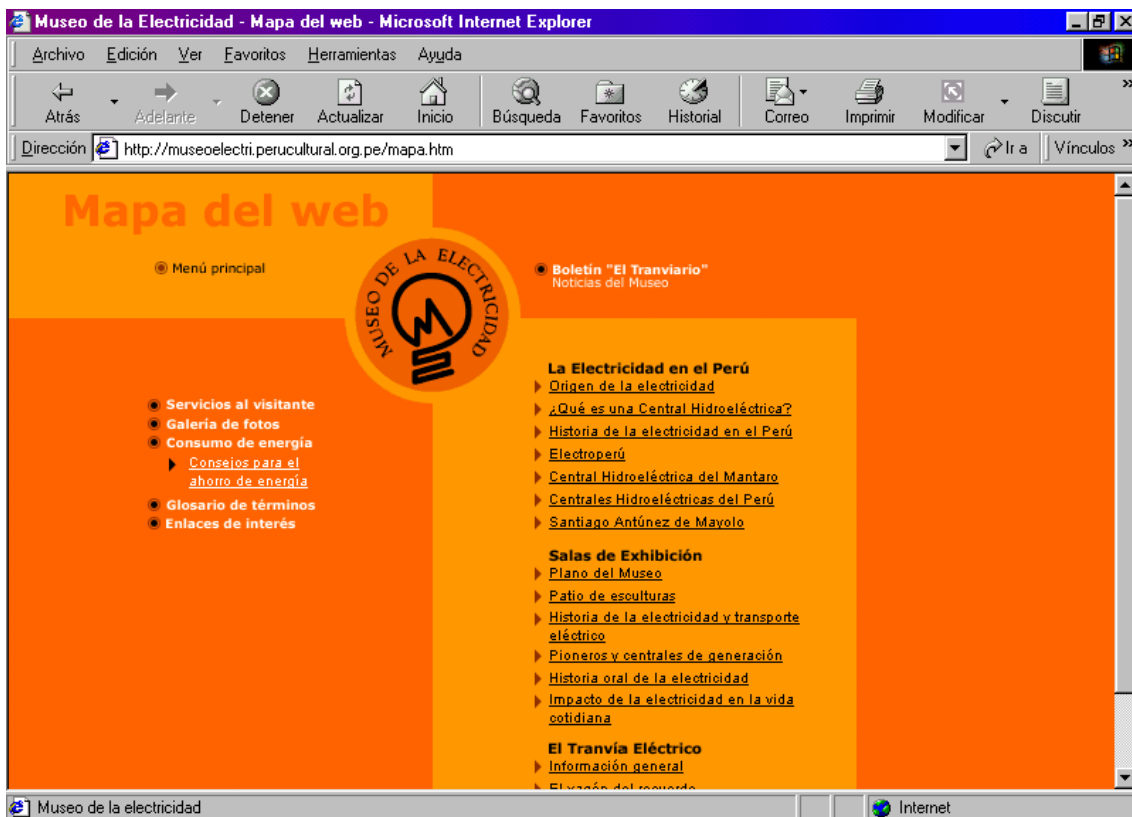 Museo de la Electricidad - Mapa del web - Microsoft Internet Explorer
Archivo Edición Ver Favoritos Herramientas Ayuda
Atrás Adelante Detener Actualizar Inicio Búsqueda Favoritos Historial Correo Imprimir Modificar Discutir »
Dirección http://museoelectri.perucultural.org.pe/mapa.htm Ir a Vínculos »
Mapa del web
Menú principal
MUSEO DE LA ELECTRICIDAD
Boletín "El Tranviario"
Noticias del Museo
Servicios al visitante
Galería de fotos
Consumo de energía
Consejos para el
ahorro de energía
Glosario de términos
Enlaces de interés
La Electricidad en el Perú
Origen de la electricidad
¿Qué es una Central Hidroeléctrica?
Historia de la electricidad en el Perú
Electroperú
Central Hidroeléctrica del Mantaro
Centrales Hidroeléctricas del Perú
Santiago Antúnez de Mayolo
Salas de Exhibición
Plano del Museo
Patio de esculturas
Historia de la electricidad y transporte
eléctrico
Pioneros y centrales de generación
Historia oral de la electricidad
Impacto de la electricidad en la vida
cotidiana
El Tranvía Eléctrico
Información general
El vagón del recuerdo
Museo de la electricidad
Internet